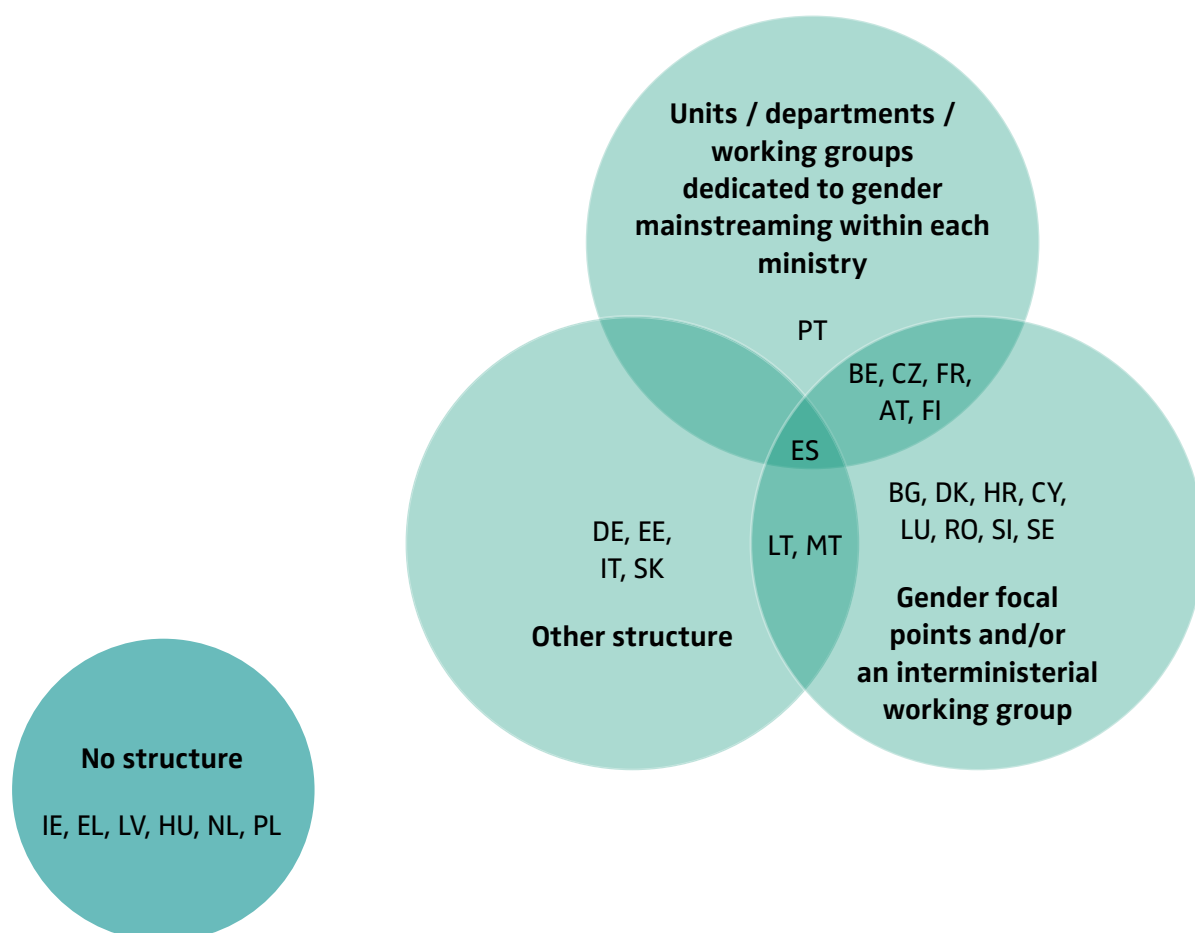 Units / departments /
working groups
dedicated to gender
mainstreaming within each
ministry
PT
BE, CZ, FR,
AT, FI
ES
BG, DK, HR, CY,
LU, RO, SI, SE
DE, EE,
IT, SK
LT, MT
Other structure
Gender focal
points and/or
an interministerial
working group
No structure
IE, EL, LV, HU, NL, PL